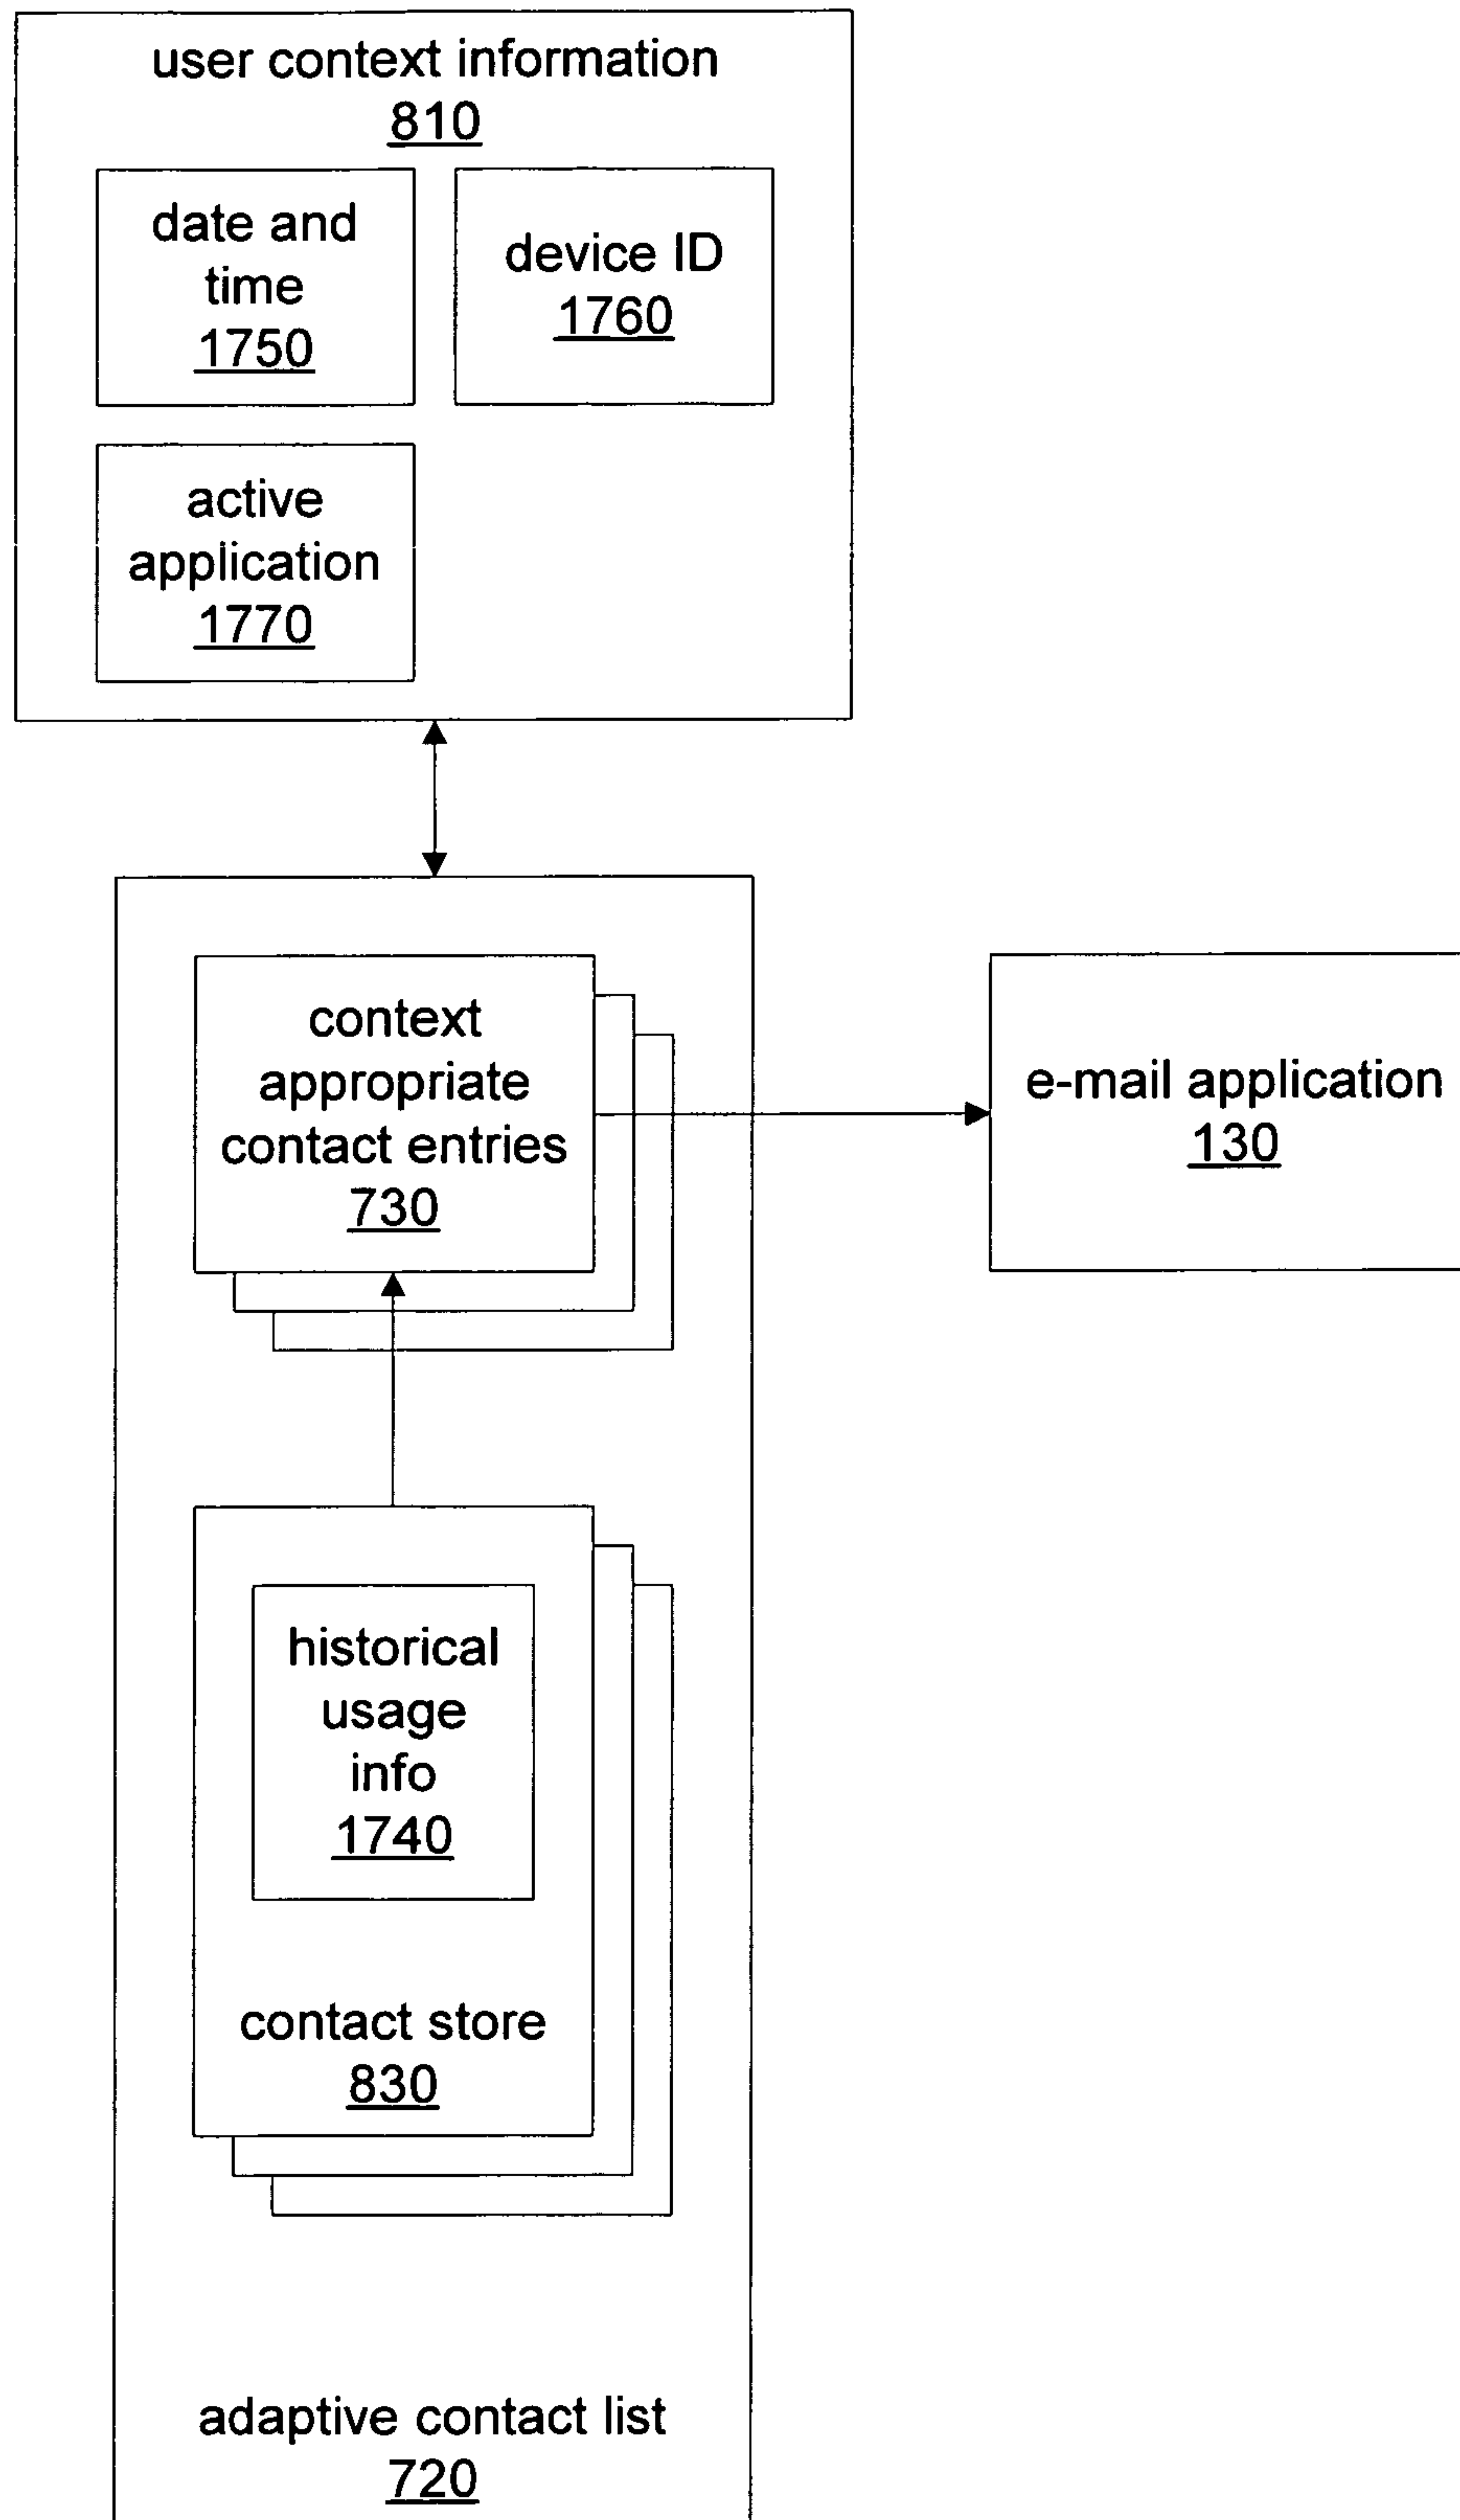 user context information
810
date and
time
1750
device ID
1760
active
application
1770
context
appropriate
contact entries
730
e-mail application
130
historical
usage
info
1740
contact store
830
adaptive contact list
720